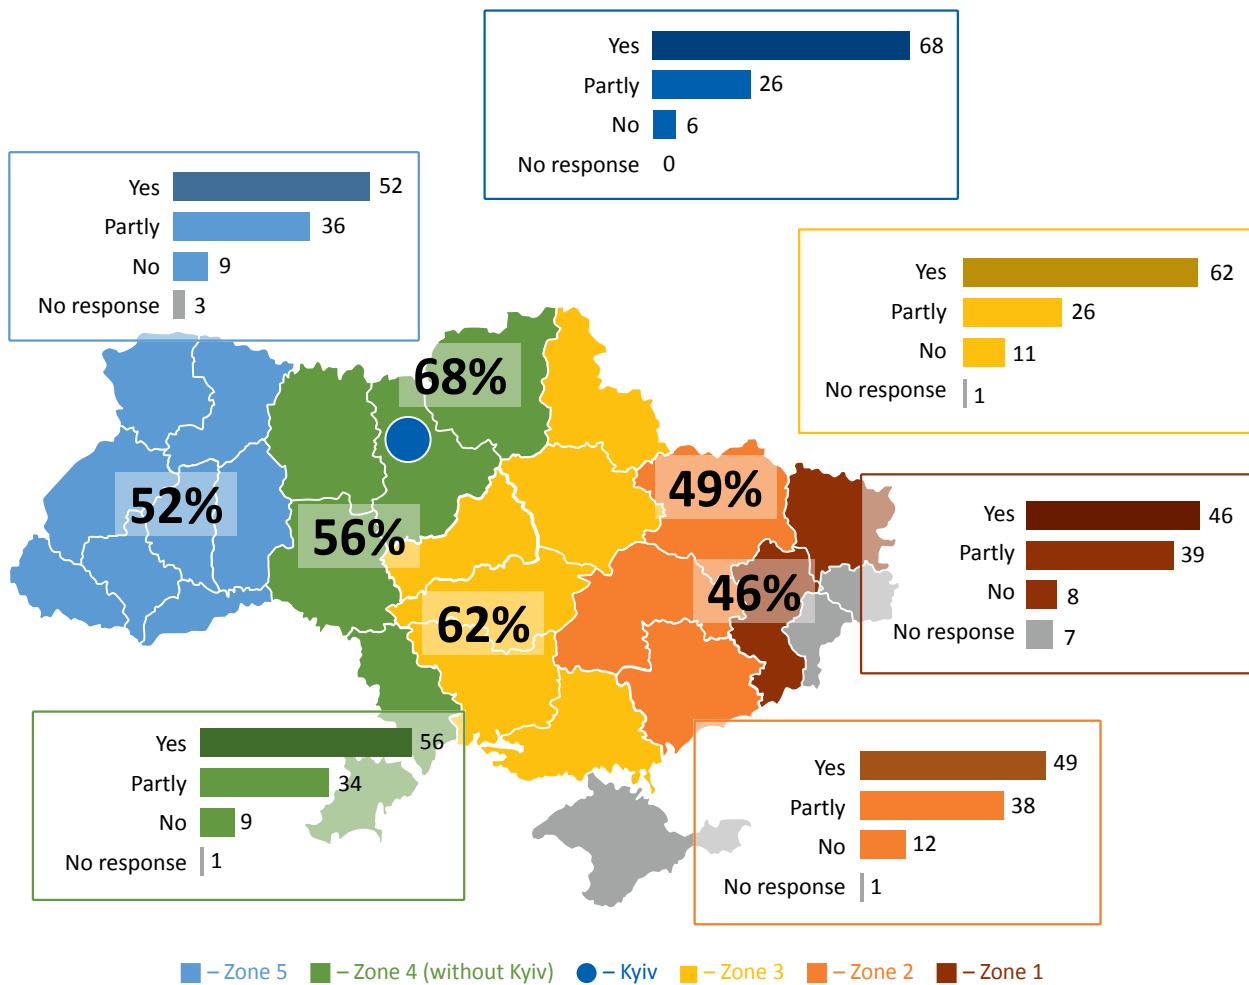 Yes 68
Partly 26
No 6
No response 0
Yes 52
Partly 36
No 9
No response 3
Yes 62
Partly 26
No 11
No response 1
68%
49%
52%
56%
46%
62%
Yes 46
Partly 39
No 8
No response 7
Yes 56
Partly 34
No 9
No response 1
Yes 49
Partly 38
No 12
No response 1
– Zone 5 – Zone 4 (without Kyiv) – Kyiv – Zone 3 – Zone 2 – Zone 1